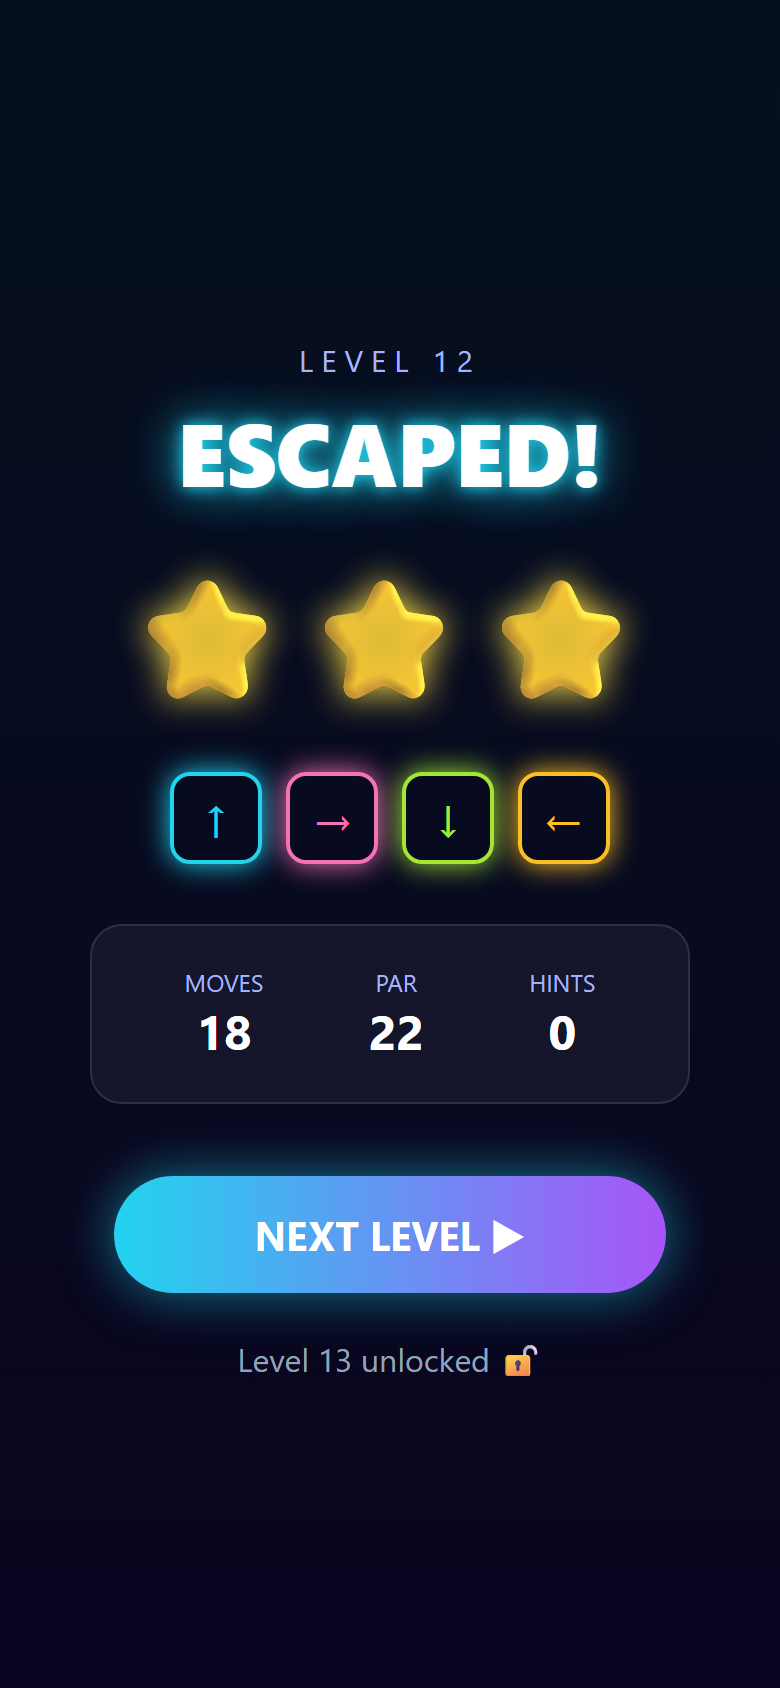 LEVEL 12
ESCAPED!
↑ → ↓ ←
MOVES PAR HINTS
18 22 0
NEXT LEVEL ▶
Level 13 unlocked 🔓